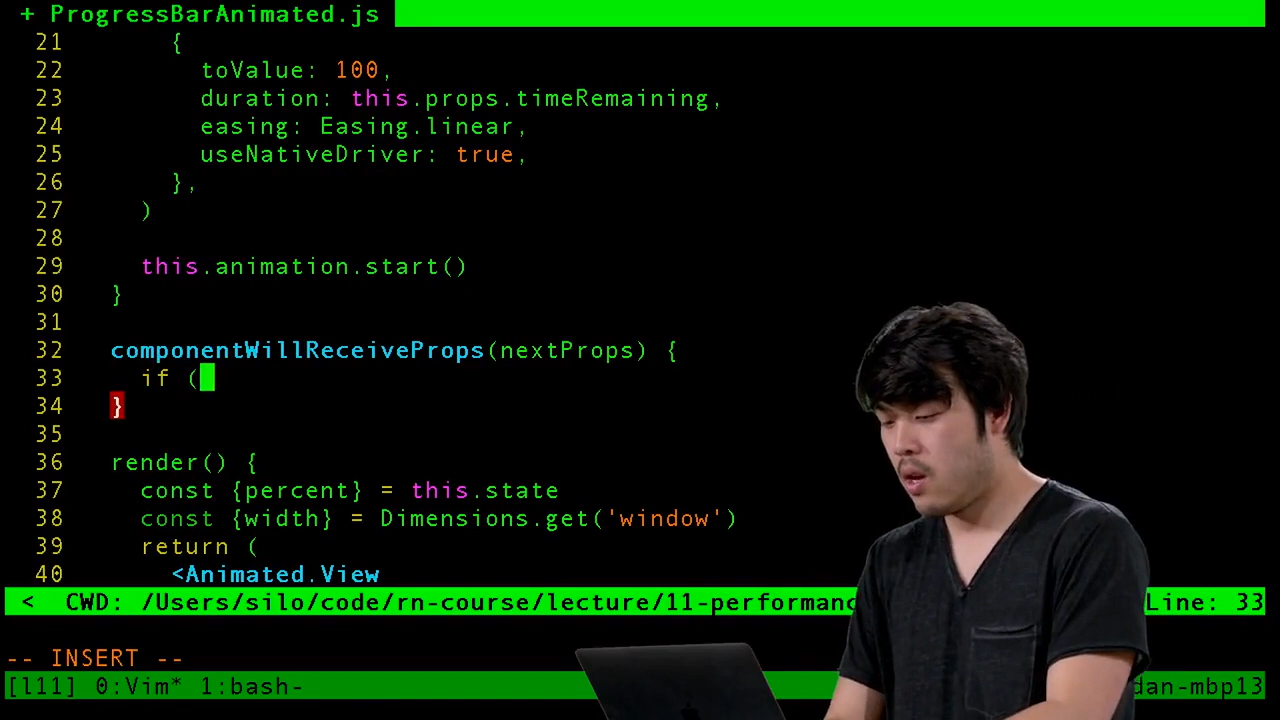 + ProgressBarAnimated.js
21 {
22 toValue: 100,
23 duration: this.props.timeRemaining,
24 easing: Easing.linear,
25 useNativeDriver: true,
26 },
27 )
28
29 this.animation.start()
30 }
31
32 componentWillReceiveProps(nextProps) {
33 if (
34 }
35
36 render() {
37 const {percent} = this.state
38 const {width} = Dimensions.get('window')
39 return (
40 <Animated.View
< CWD: /Users/silo/code/rn-course/lecture/11-performanc Line: 33
-- INSERT --
[l11] 0:Vim* 1:bash- dan-mbp13